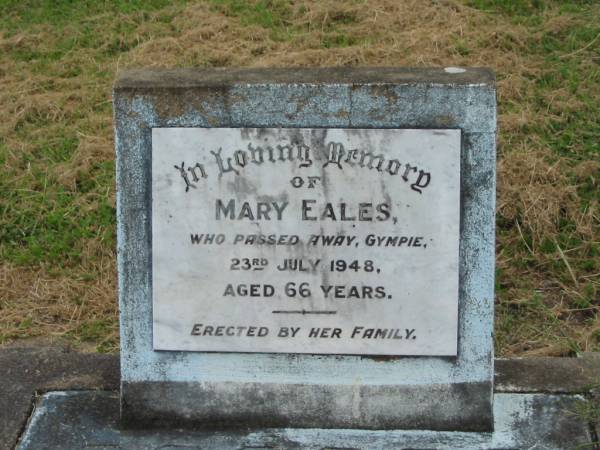 In Loving Memory
OF
MARY EALES,
WHO PASSED AWAY, GYMPIE,
23RD JULY 1948,
AGED 66 YEARS.
ERECTED BY HER FAMILY.